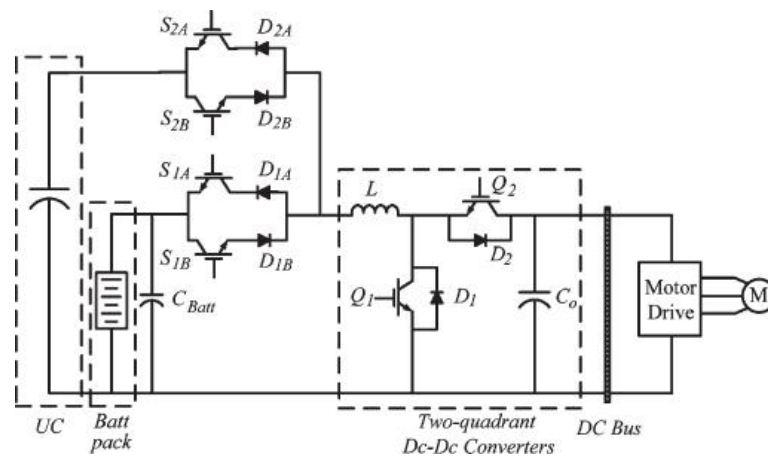 S2A
D2A
S2B
D2B
S1A
D1A
L
Q2
S1B
D1B
D2
CBatt
Q1
D1
Co
Motor
Drive
M
UC
Batt
pack
Two-quadrant
Dc-Dc Converters
DC Bus